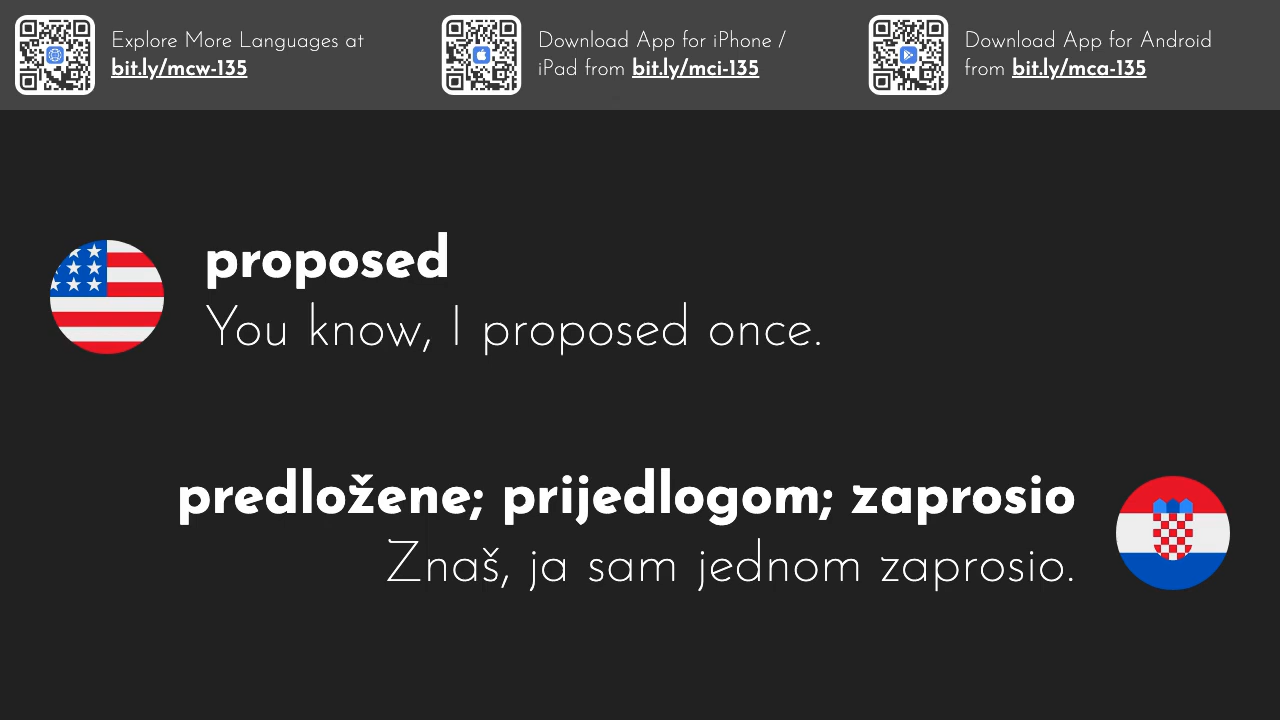 Explore More Languages at
bit.ly/mcw-135
Download App for iPhone /
iPad from bit.ly/mci-135
Download App for Android
from bit.ly/mca-135
proposed
You know, I proposed once.
predložene; prijedlogom; zaprosio
Znaš, ja sam jednom zaprosio.